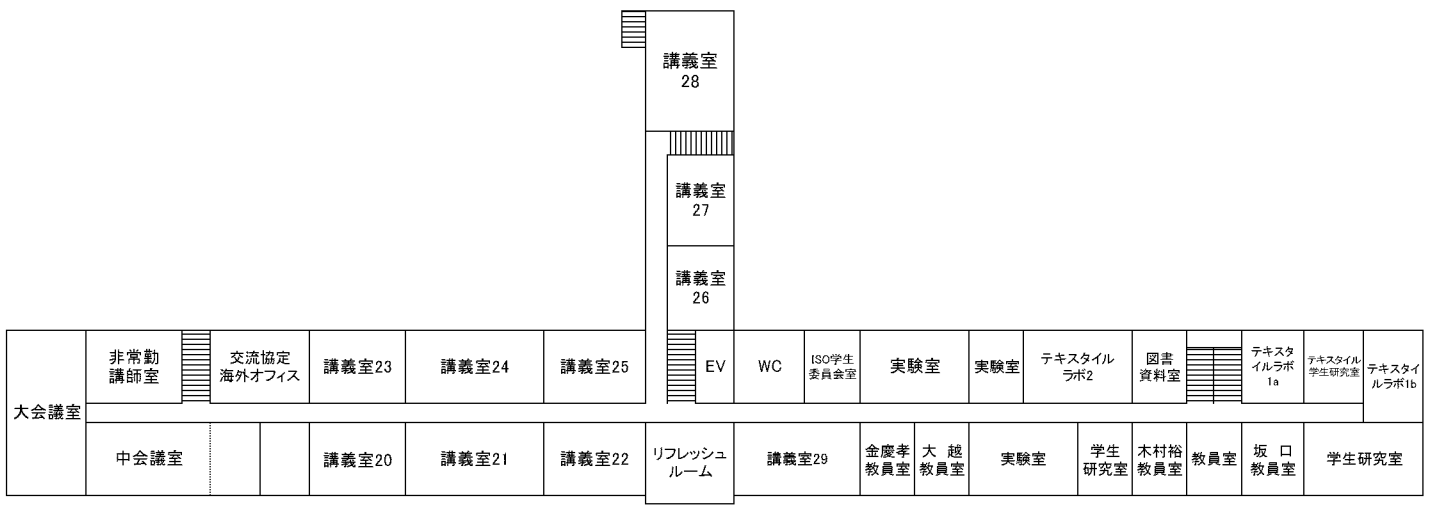 講義室
28
講義室
27
講義室
26
非常勤
講師室
交流協定
海外オフィス
講義室23
講義室24
講義室25
EV
WC
ISO学生
委員会室
実験室
実験室
テキスタイル
ラボ2
図書
資料室
テキスタ
イルラボ
1a
テキスタイル
学生研究室
テキスタイ
ルラボ1b
大会議室
中会議室
講義室20
講義室21
講義室22
リフレッシュ
ルーム
講義室29
金慶孝
教員室
大 越
教員室
実験室
学生
研究室
木村裕
教員室
教員室
坂 口
教員室
学生研究室